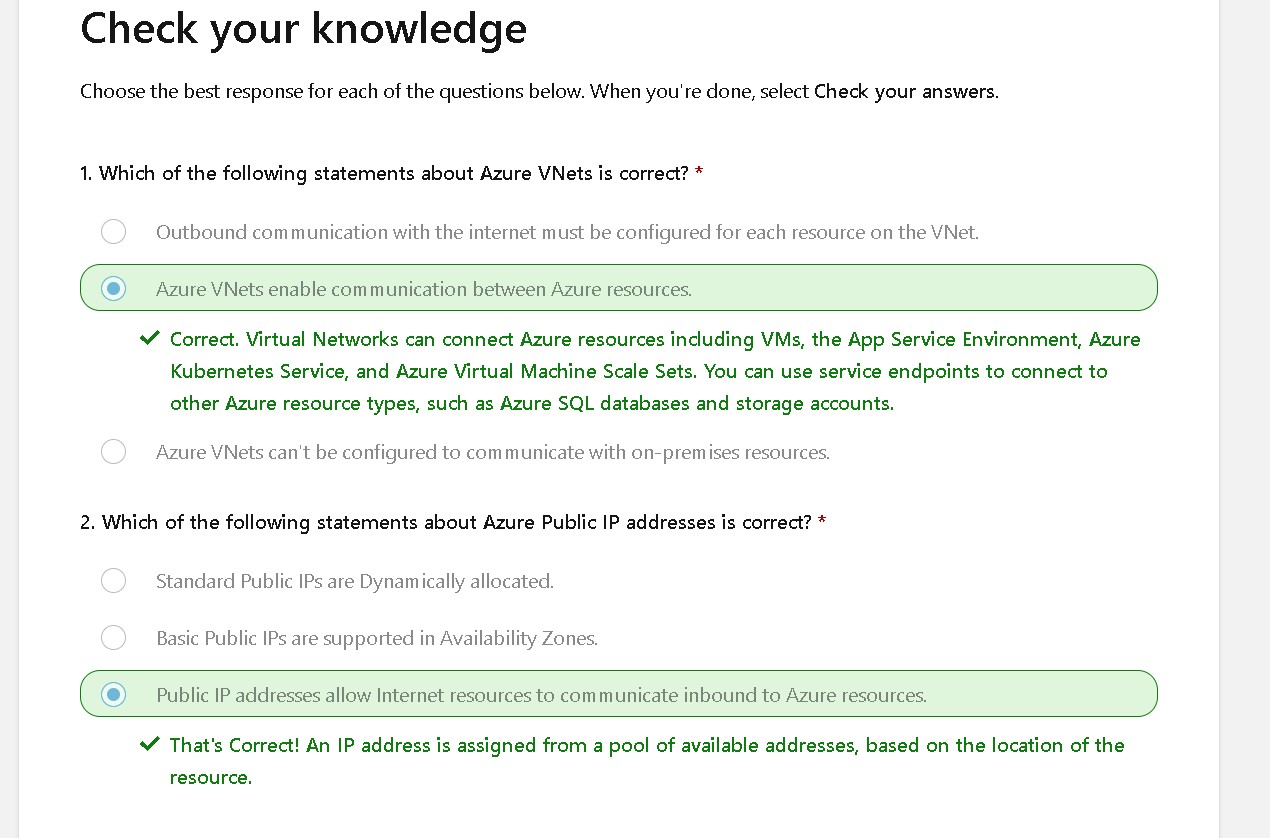 Check your knowledge
Choose the best response for each of the questions below. When you're done, select Check your answers.
1. Which of the following statements about Azure VNets is correct? *
Outbound communication with the internet must be configured for each resource on the VNet.
Azure VNets enable communication between Azure resources.
✔ Correct. Virtual Networks can connect Azure resources including VMs, the App Service Environment, Azure
Kubernetes Service, and Azure Virtual Machine Scale Sets. You can use service endpoints to connect to
other Azure resource types, such as Azure SQL databases and storage accounts.
Azure VNets can't be configured to communicate with on-premises resources.
2. Which of the following statements about Azure Public IP addresses is correct? *
Standard Public IPs are Dynamically allocated.
Basic Public IPs are supported in Availability Zones.
Public IP addresses allow Internet resources to communicate inbound to Azure resources.
✔ That's Correct! An IP address is assigned from a pool of available addresses, based on the location of the
resource.